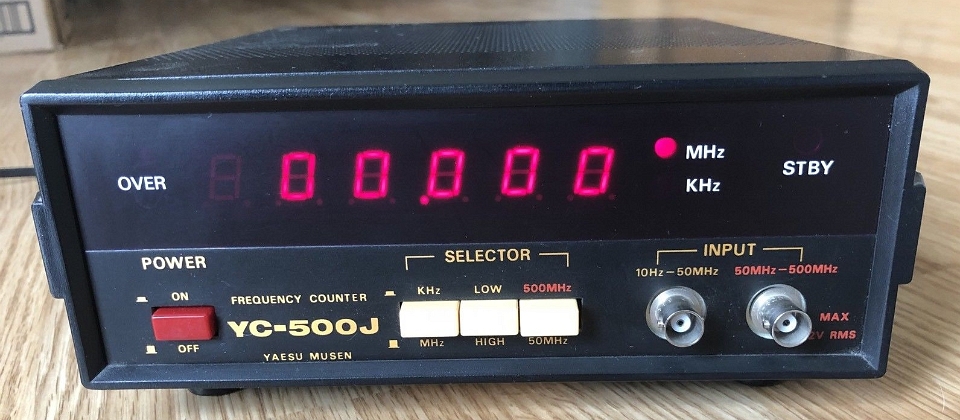 OVER
00.000
MHz
KHz
STBY
POWER
ON
OFF
FREQUENCY COUNTER
YC-500J
YAESU MUSEN
SELECTOR
KHz LOW 500MHz
MHz HIGH 50MHz
INPUT
10Hz-50MHz 50MHz-500MHz
MAX
2V RMS